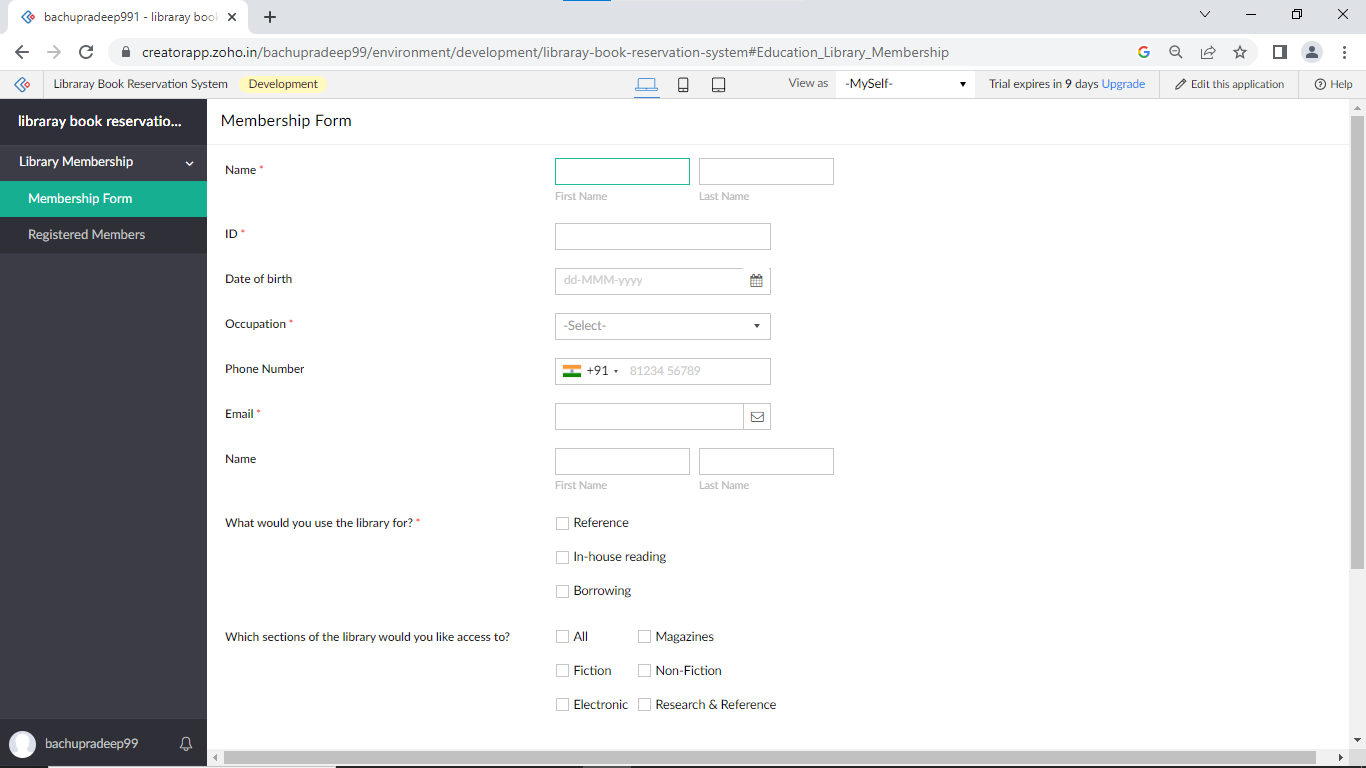 bachupradeep991 - libraray bool
creatorapp.zoho.in/bachupradeep99/environment/development/libraray-book-reservation-system#Education_Library_Membership
Libraray Book Reservation System Development View as -MySelf- Trial expires in 9 days Upgrade Edit this application Help
libraray book reservatio...
Library Membership
Membership Form
Registered Members
bachupradeep99
Membership Form
Name *
First Name Last Name
ID *
Date of birth dd-MMM-yyyy
Occupation * -Select-
Phone Number +91 81234 56789
Email *
Name
First Name Last Name
What would you use the library for? * Reference
In-house reading
Borrowing
Which sections of the library would you like access to? All Magazines
Fiction Non-Fiction
Electronic Research & Reference